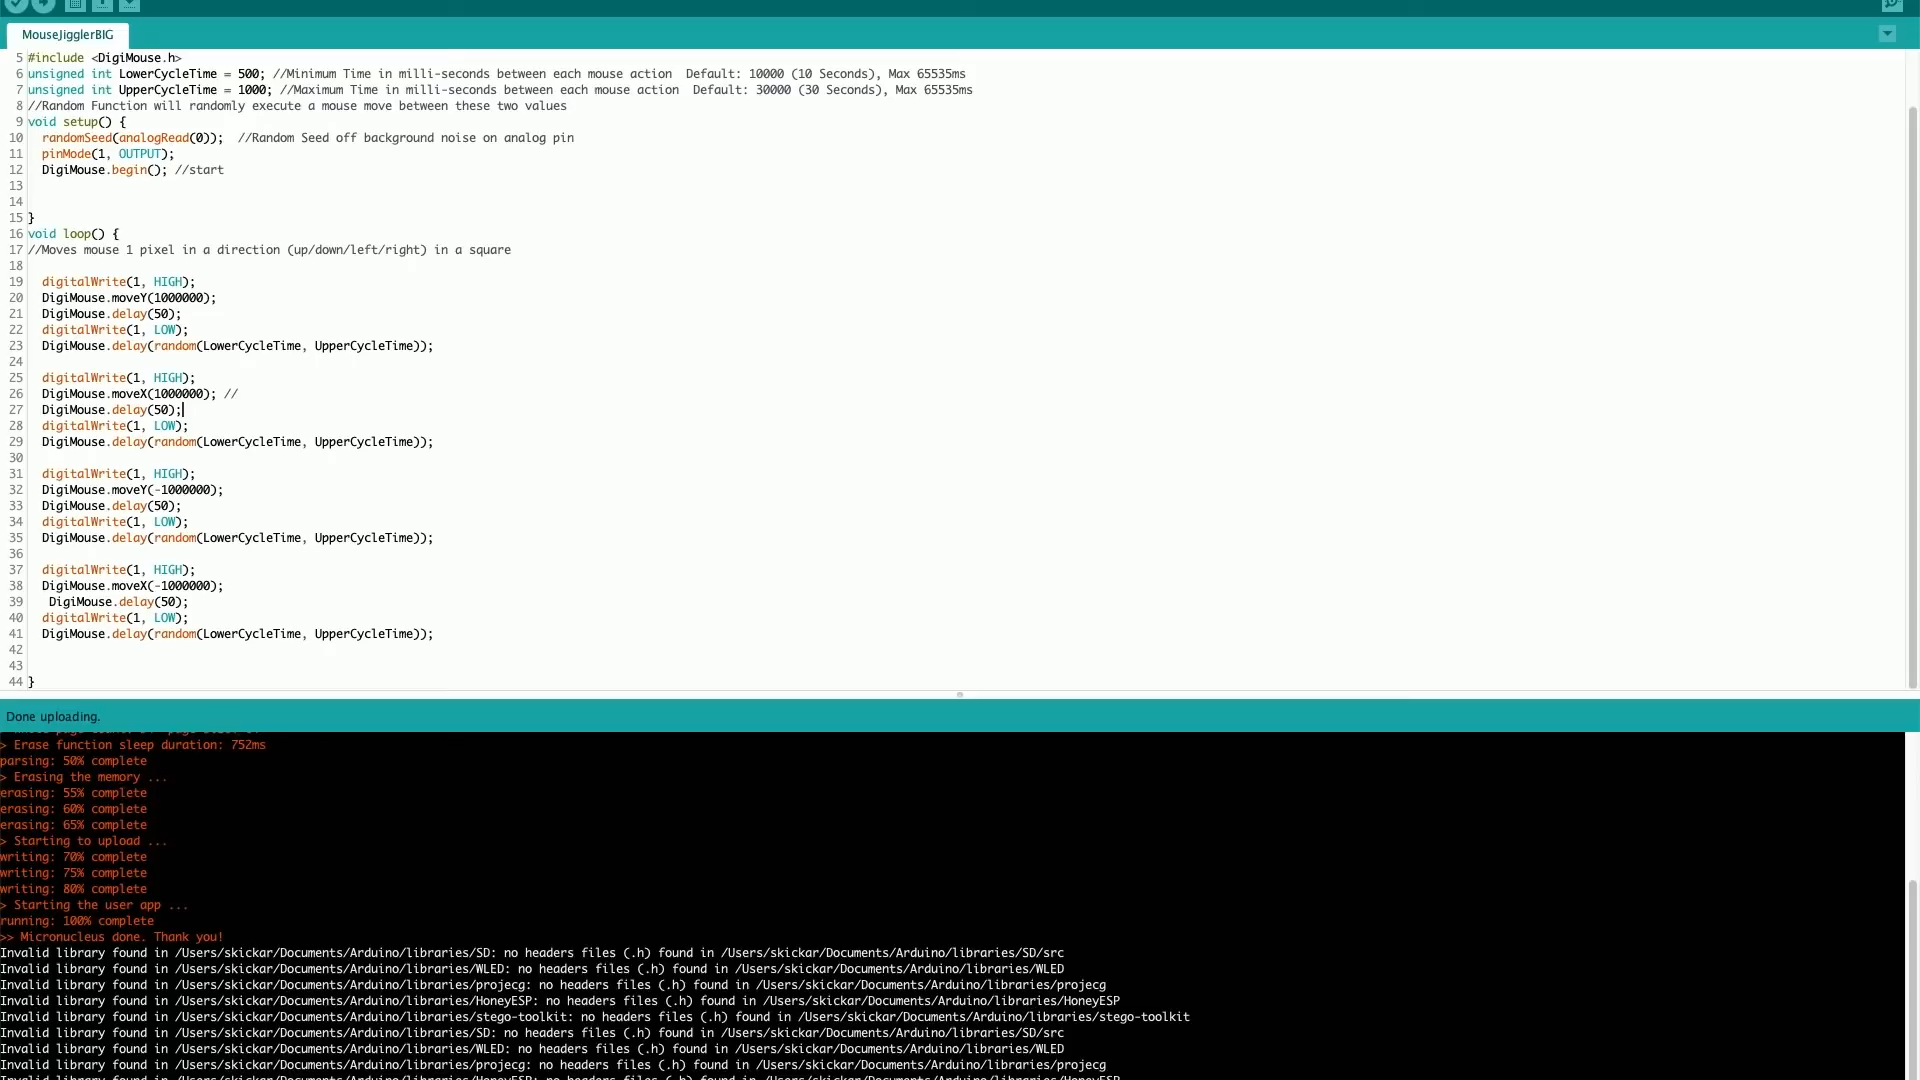 MouseJigglerBIG
5 #include <DigiMouse.h>
6 unsigned int LowerCycleTime = 500; //Minimum Time in milli-seconds between each mouse action  Default: 10000 (10 Seconds), Max 65535ms
7 unsigned int UpperCycleTime = 1000; //Maximum Time in milli-seconds between each mouse action  Default: 30000 (30 Seconds), Max 65535ms
8 //Random Function will randomly execute a mouse move between these two values
9 void setup() {
10   randomSeed(analogRead(0));  //Random Seed off background noise on analog pin
11   pinMode(1, OUTPUT);
12   DigiMouse.begin(); //start
13
14
15 }
16 void loop() {
17 //Moves mouse 1 pixel in a direction (up/down/left/right) in a square
18
19   digitalWrite(1, HIGH);
20   DigiMouse.moveY(1000000);
21   DigiMouse.delay(50);
22   digitalWrite(1, LOW);
23   DigiMouse.delay(random(LowerCycleTime, UpperCycleTime));
24
25   digitalWrite(1, HIGH);
26   DigiMouse.moveX(1000000); //
27   DigiMouse.delay(50);
28   digitalWrite(1, LOW);
29   DigiMouse.delay(random(LowerCycleTime, UpperCycleTime));
30
31   digitalWrite(1, HIGH);
32   DigiMouse.moveY(-1000000);
33   DigiMouse.delay(50);
34   digitalWrite(1, LOW);
35   DigiMouse.delay(random(LowerCycleTime, UpperCycleTime));
36
37   digitalWrite(1, HIGH);
38   DigiMouse.moveX(-1000000);
39    DigiMouse.delay(50);
40   digitalWrite(1, LOW);
41   DigiMouse.delay(random(LowerCycleTime, UpperCycleTime));
42
43
44 }
Done uploading.
> Erase function sleep duration: 752ms
parsing: 50% complete
> Erasing the memory ...
erasing: 55% complete
erasing: 60% complete
erasing: 65% complete
> Starting to upload ...
writing: 70% complete
writing: 75% complete
writing: 80% complete
> Starting the user app ...
running: 100% complete
>> Micronucleus done. Thank you!
Invalid library found in /Users/skickar/Documents/Arduino/libraries/SD: no headers files (.h) found in /Users/skickar/Documents/Arduino/libraries/SD/src
Invalid library found in /Users/skickar/Documents/Arduino/libraries/WLED: no headers files (.h) found in /Users/skickar/Documents/Arduino/libraries/WLED
Invalid library found in /Users/skickar/Documents/Arduino/libraries/projecg: no headers files (.h) found in /Users/skickar/Documents/Arduino/libraries/projecg
Invalid library found in /Users/skickar/Documents/Arduino/libraries/HoneyESP: no headers files (.h) found in /Users/skickar/Documents/Arduino/libraries/HoneyESP
Invalid library found in /Users/skickar/Documents/Arduino/libraries/stego-toolkit: no headers files (.h) found in /Users/skickar/Documents/Arduino/libraries/stego-toolkit
Invalid library found in /Users/skickar/Documents/Arduino/libraries/SD: no headers files (.h) found in /Users/skickar/Documents/Arduino/libraries/SD/src
Invalid library found in /Users/skickar/Documents/Arduino/libraries/WLED: no headers files (.h) found in /Users/skickar/Documents/Arduino/libraries/WLED
Invalid library found in /Users/skickar/Documents/Arduino/libraries/projecg: no headers files (.h) found in /Users/skickar/Documents/Arduino/libraries/projecg